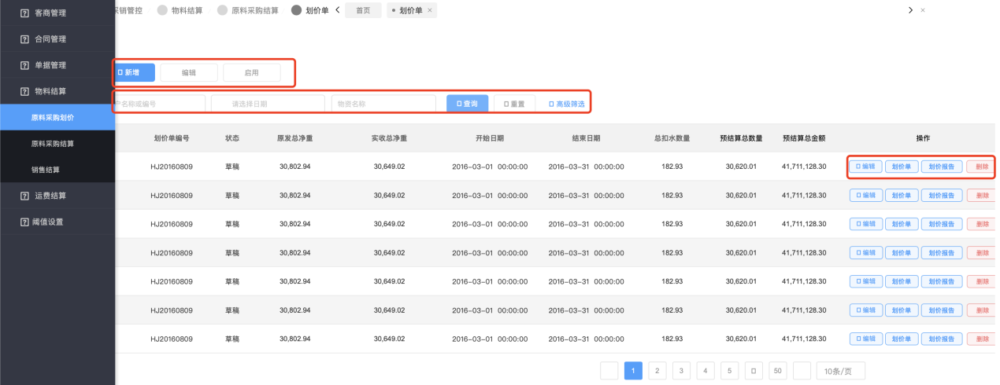 客商管理
合同管理
单据管理
物料结算
原料采购划价
原料采购结算
销售结算
运费结算
阈值设置
销管控 物料结算 原料采购结算 划价单 首页 划价单
新增 编辑 启用
户名称或编号 请选择日期 物资名称 查询 重置 高级筛选
划价单编号 状态 原发总净重 实收总净重 开始日期 结束日期 总扣水数量 预结算总数量 预结算总金额 操作
HJ20160809 草稿 30,802.94 30,649.02 2016-03-01 00:00:00 2016-03-31 00:00:00 182.93 30,620.01 41,711,128.30 编辑 划价单 划价报告 删除
HJ20160809 草稿 30,802.94 30,649.02 2016-03-01 00:00:00 2016-03-31 00:00:00 182.93 30,620.01 41,711,128.30 编辑 划价单 划价报告 删除
HJ20160809 草稿 30,802.94 30,649.02 2016-03-01 00:00:00 2016-03-31 00:00:00 182.93 30,620.01 41,711,128.30 编辑 划价单 划价报告 删除
HJ20160809 草稿 30,802.94 30,649.02 2016-03-01 00:00:00 2016-03-31 00:00:00 182.93 30,620.01 41,711,128.30 编辑 划价单 划价报告 删除
HJ20160809 草稿 30,802.94 30,649.02 2016-03-01 00:00:00 2016-03-31 00:00:00 182.93 30,620.01 41,711,128.30 编辑 划价单 划价报告 删除
HJ20160809 草稿 30,802.94 30,649.02 2016-03-01 00:00:00 2016-03-31 00:00:00 182.93 30,620.01 41,711,128.30 编辑 划价单 划价报告 删除
HJ20160809 草稿 30,802.94 30,649.02 2016-03-01 00:00:00 2016-03-31 00:00:00 182.93 30,620.01 41,711,128.30 编辑 划价单 划价报告 删除
1 2 3 4 5 50 10条/页